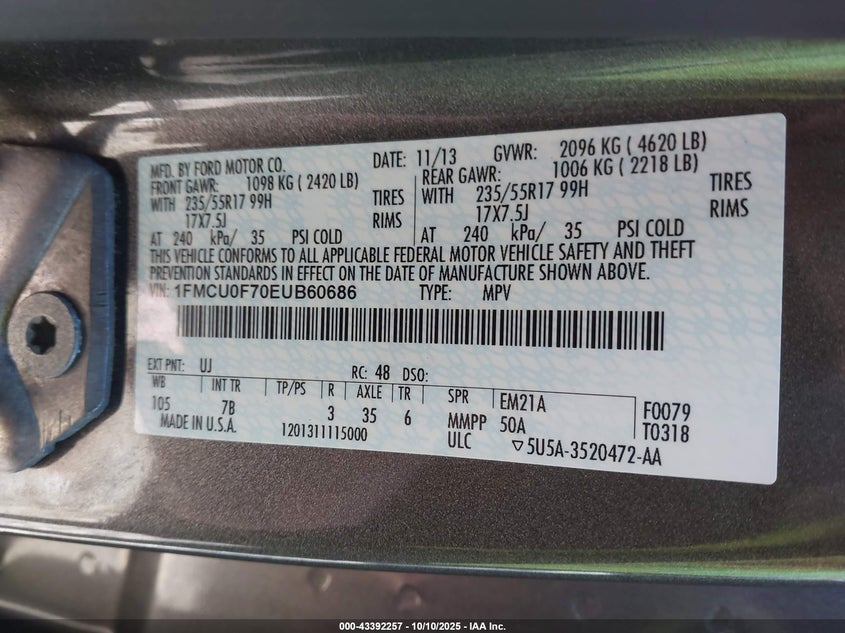 MFD. BY FORD MOTOR CO. DATE: 11/13 GVWR: 2096 KG ( 4620 LB)
FRONT GAWR: 1098 KG ( 2420 LB) REAR GAWR: 1006 KG ( 2218 LB)
WITH 235/55R17 99H TIRES WITH 235/55R17 99H TIRES
17X7.5J RIMS 17X7.5J RIMS
AT 240 kPa/ 35 PSI COLD AT 240 kPa/ 35 PSI COLD
THIS VEHICLE CONFORMS TO ALL APPLICABLE FEDERAL MOTOR VEHICLE SAFETY AND THEFT
PREVENTION STANDARDS IN EFFECT ON THE DATE OF MANUFACTURE SHOWN ABOVE.
VIN: 1FMCU0F70EUB60686 TYPE: MPV
EXT PNT: UJ RC: 48 DSO:
WB INT TR TP/PS R AXLE TR SPR EM21A F0079
105 7B 3 35 6 MMPP 50A T0318
MADE IN U.S.A. 1201311115000 ULC ▽5U5A-3520472-AA
000-43392257 - 10/10/2025 - IAA Inc.